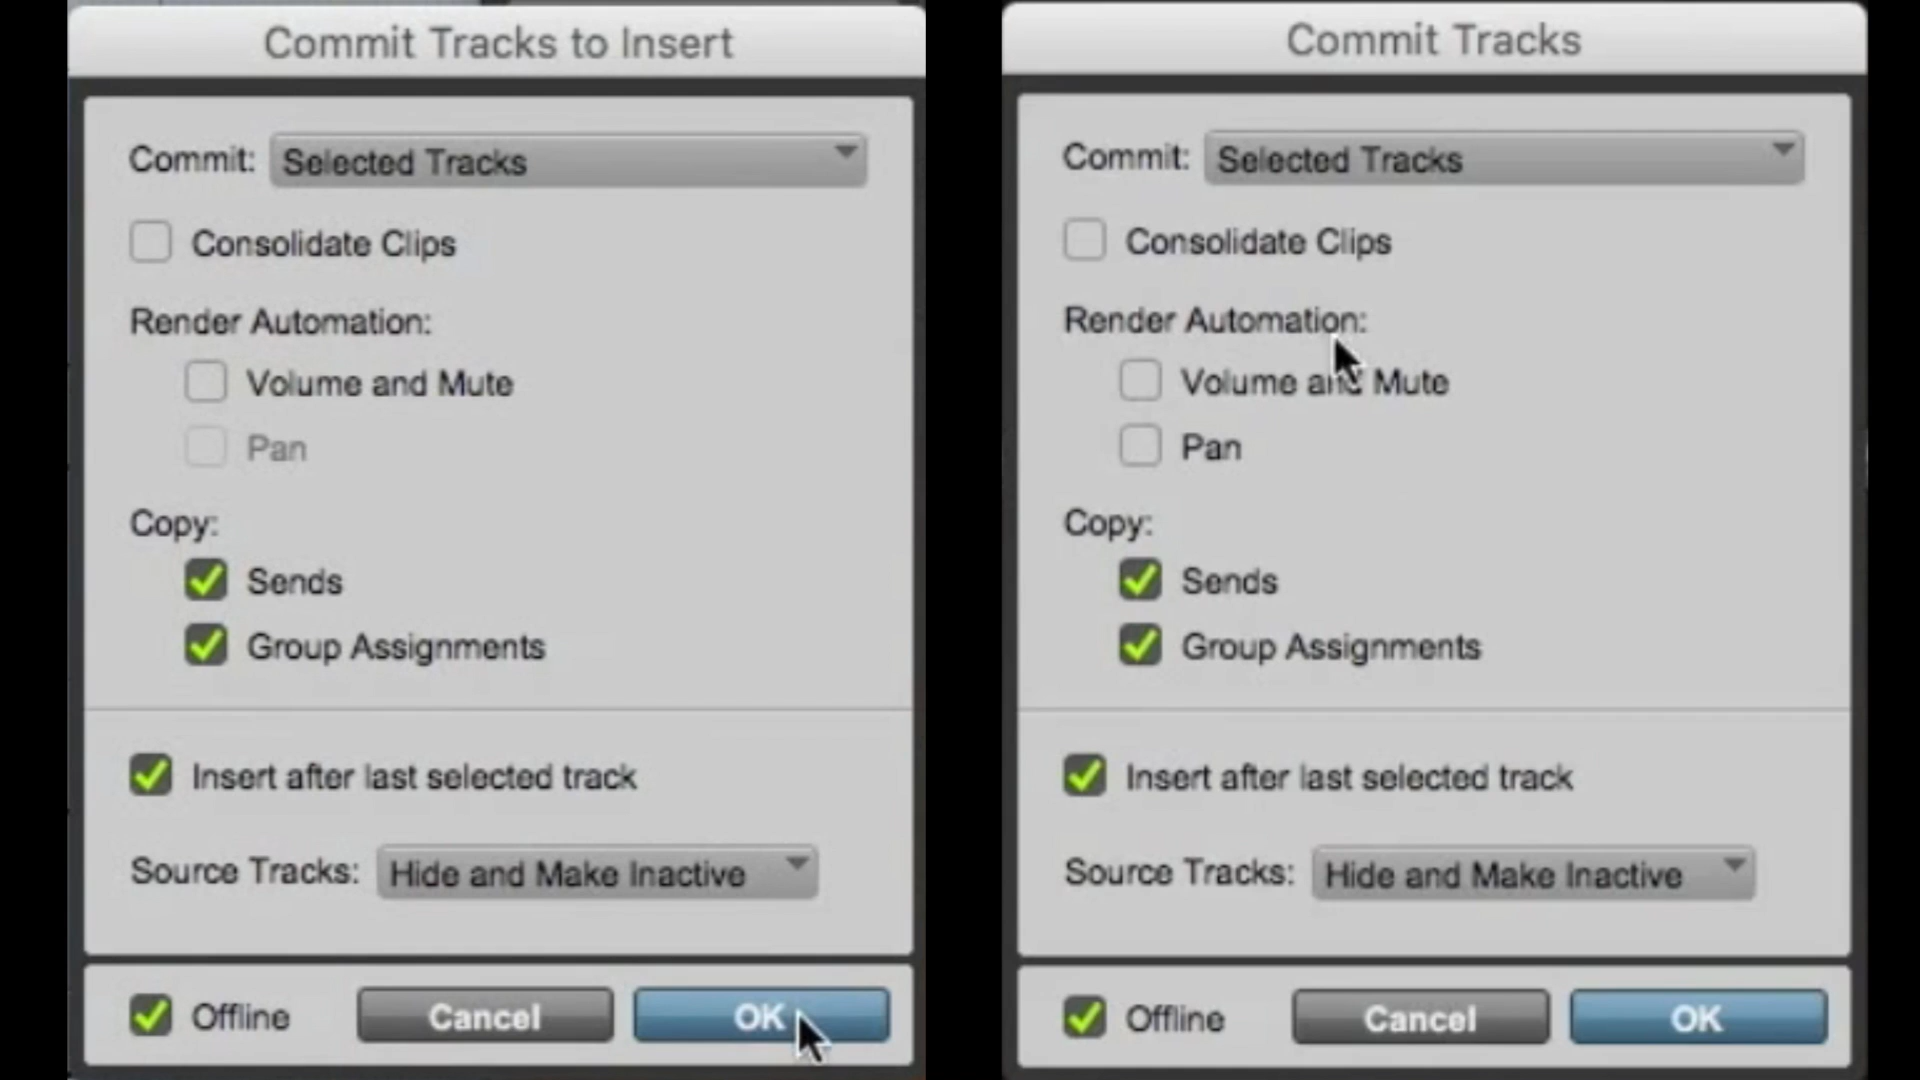 Commit Tracks to Insert
Commit: Selected Tracks
Consolidate Clips
Render Automation:
Volume and Mute
Pan
Copy:
Sends
Group Assignments
Insert after last selected track
Source Tracks: Hide and Make Inactive
Offline Cancel OK
Commit Tracks
Commit: Selected Tracks
Consolidate Clips
Render Automation:
Volume and Mute
Pan
Copy:
Sends
Group Assignments
Insert after last selected track
Source Tracks: Hide and Make Inactive
Offline Cancel OK